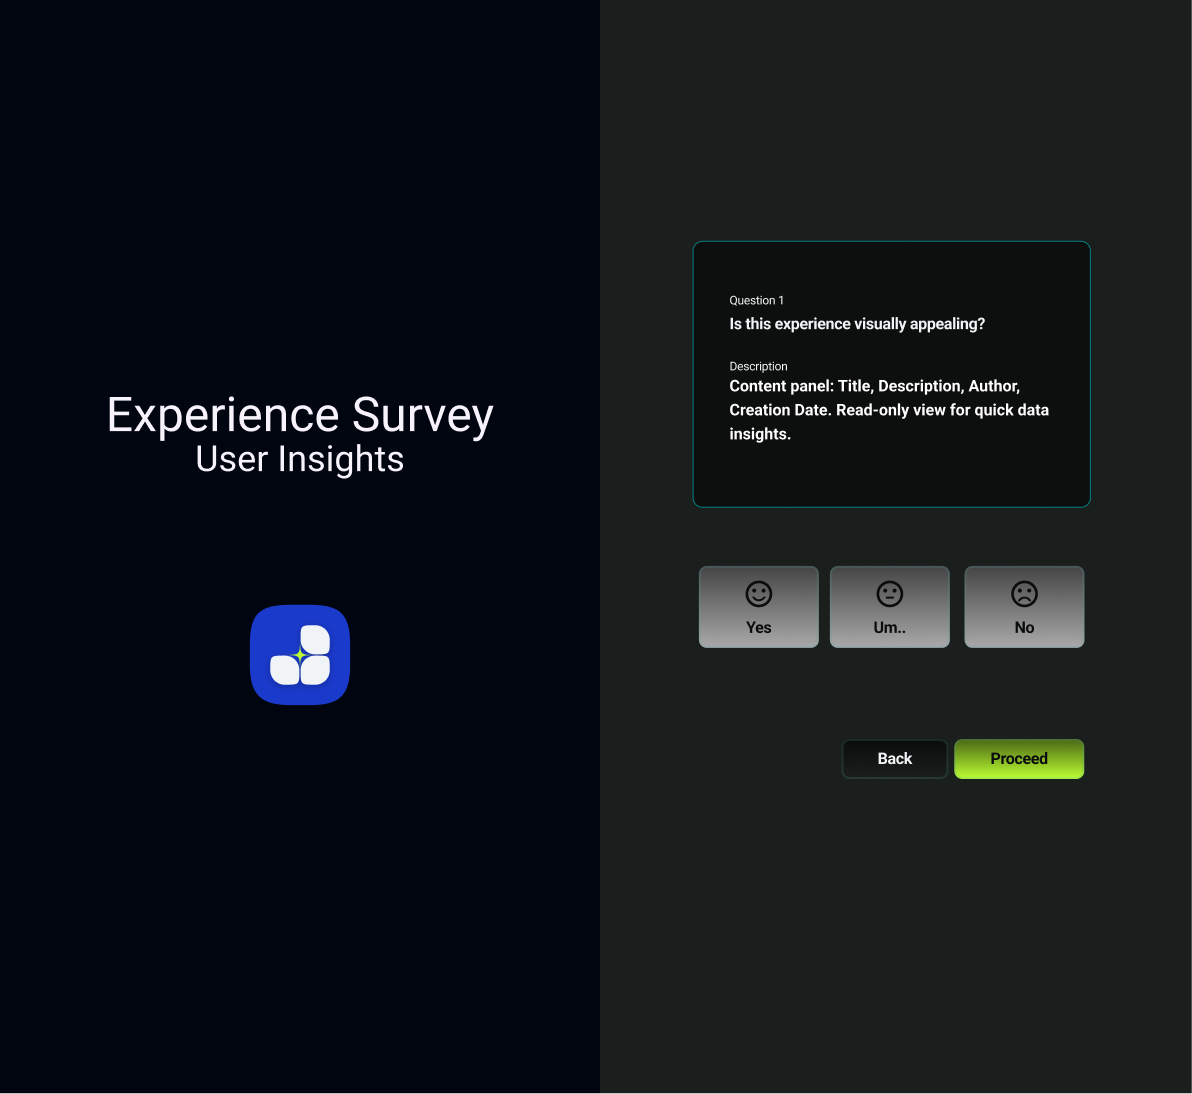 Experience Survey
User Insights
Question 1
Is this experience visually appealing?
Description
Content panel: Title, Description, Author,
Creation Date. Read-only view for quick data
insights.
Yes
Um..
No
Back
Proceed